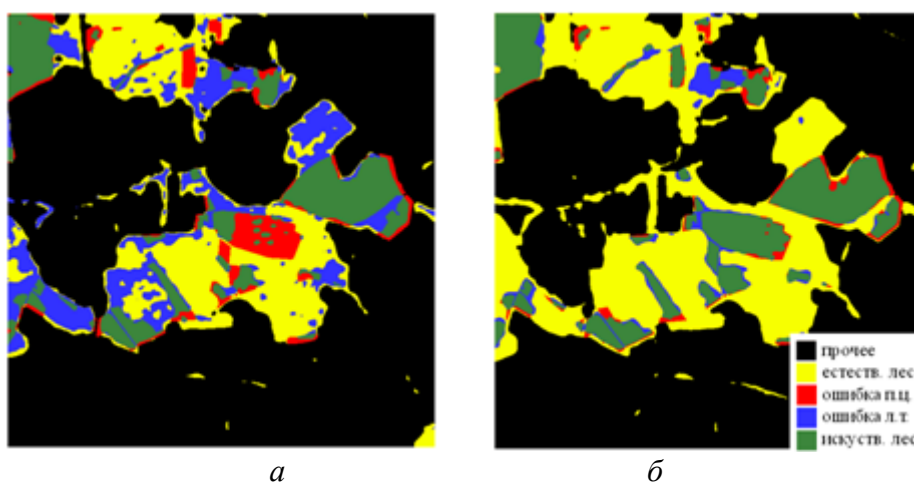 прочее
естеств. лес
ошибка п.ц.
ошибка л.т.
искуств. лес
а
б